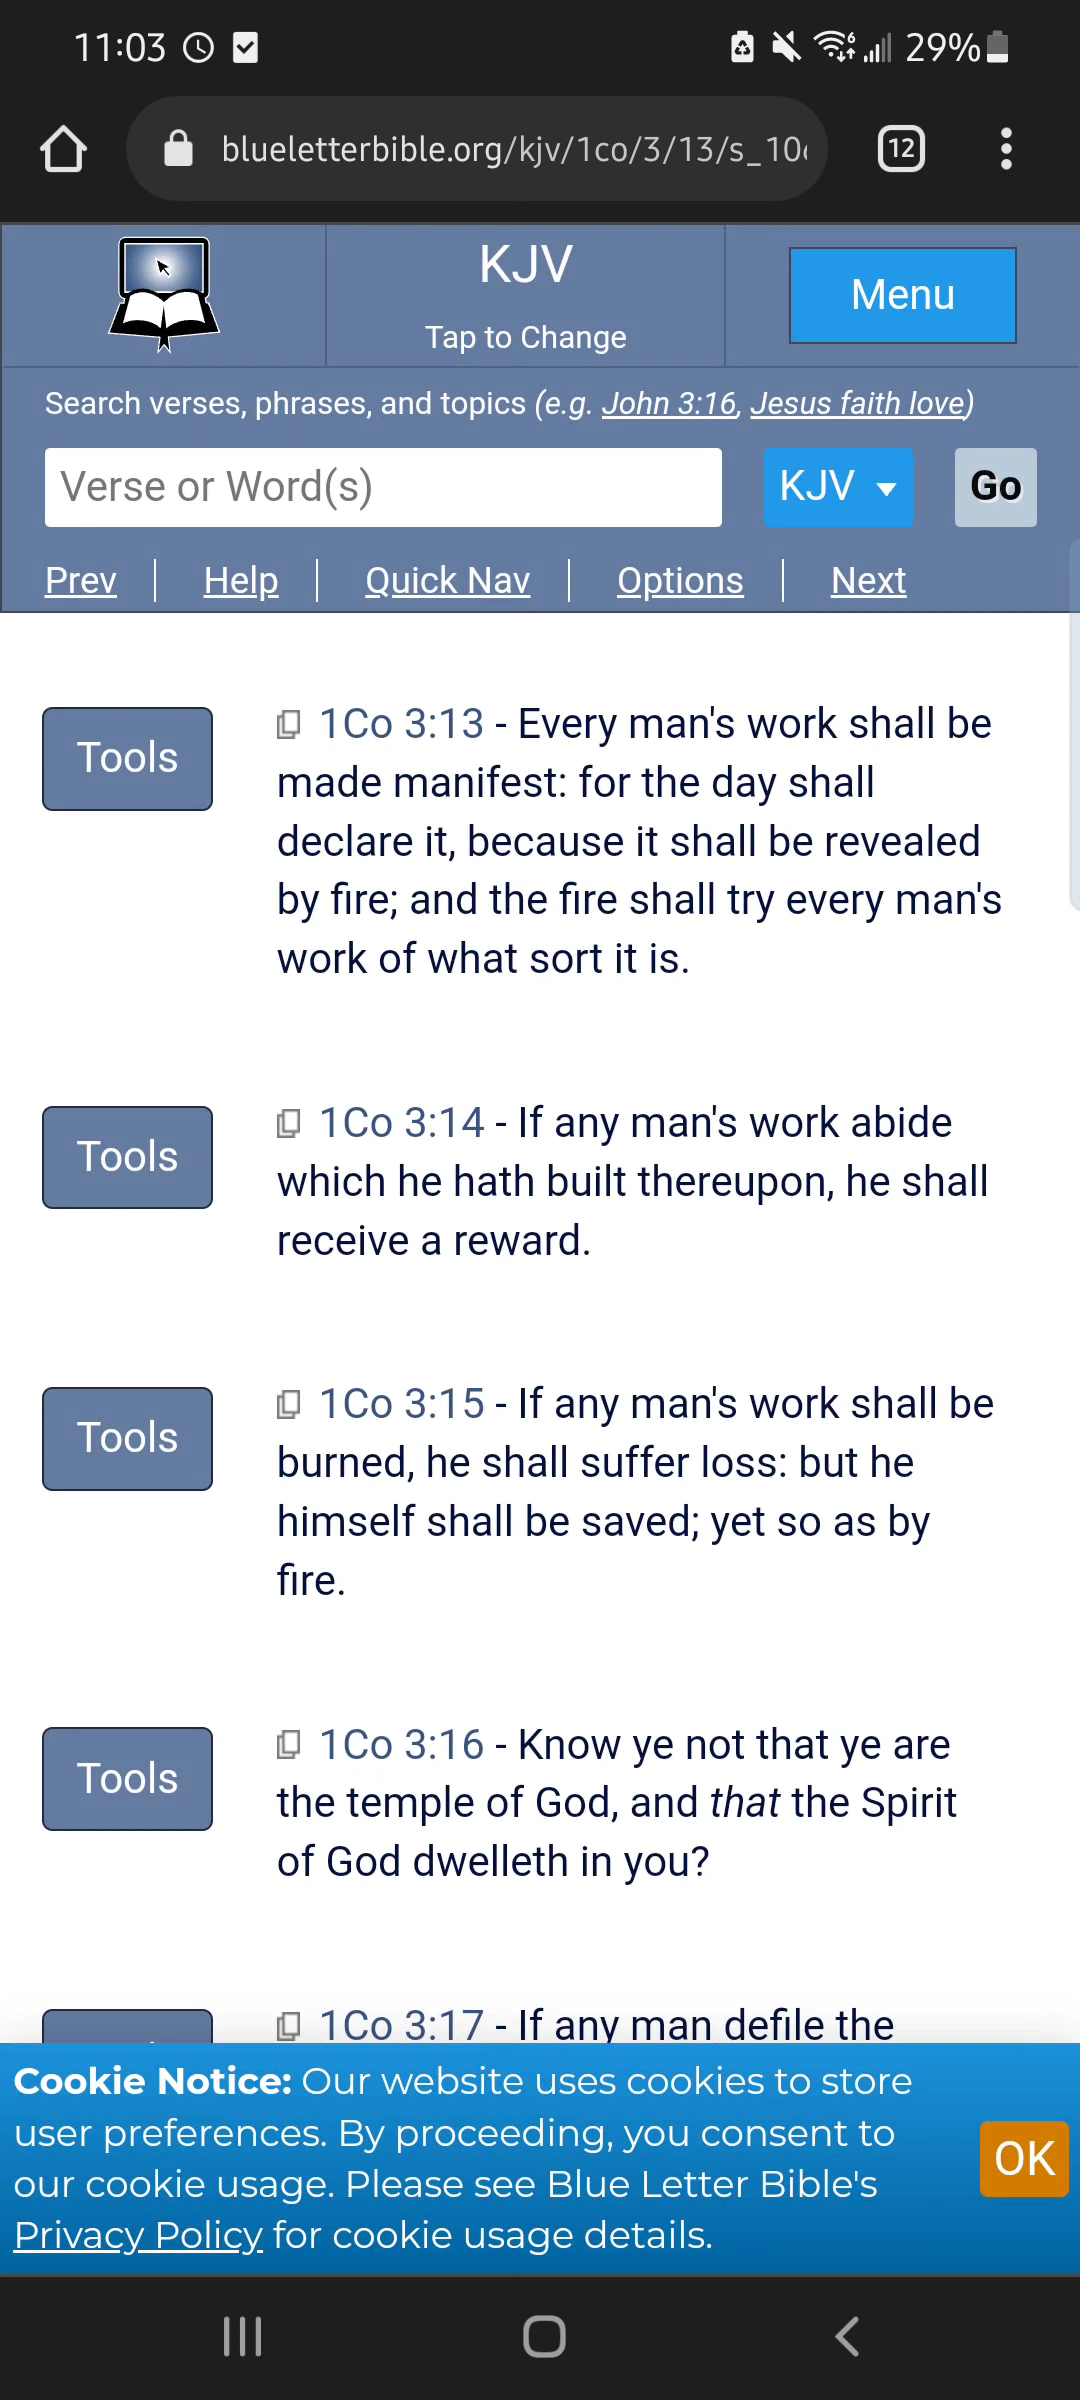 11:03 29%
blueletterbible.org/kjv/1co/3/13/s_10 12
KJV
Tap to Change
Menu
Search verses, phrases, and topics (e.g. John 3:16, Jesus faith love)
Verse or Word(s) KJV Go
Prev Help Quick Nav Options Next
Tools
1Co 3:13 - Every man's work shall be
made manifest: for the day shall
declare it, because it shall be revealed
by fire; and the fire shall try every man's
work of what sort it is.
Tools
1Co 3:14 - If any man's work abide
which he hath built thereupon, he shall
receive a reward.
Tools
1Co 3:15 - If any man's work shall be
burned, he shall suffer loss: but he
himself shall be saved; yet so as by
fire.
Tools
1Co 3:16 - Know ye not that ye are
the temple of God, and that the Spirit
of God dwelleth in you?
1Co 3:17 - If any man defile the
Cookie Notice: Our website uses cookies to store
user preferences. By proceeding, you consent to
our cookie usage. Please see Blue Letter Bible's
Privacy Policy for cookie usage details.
OK